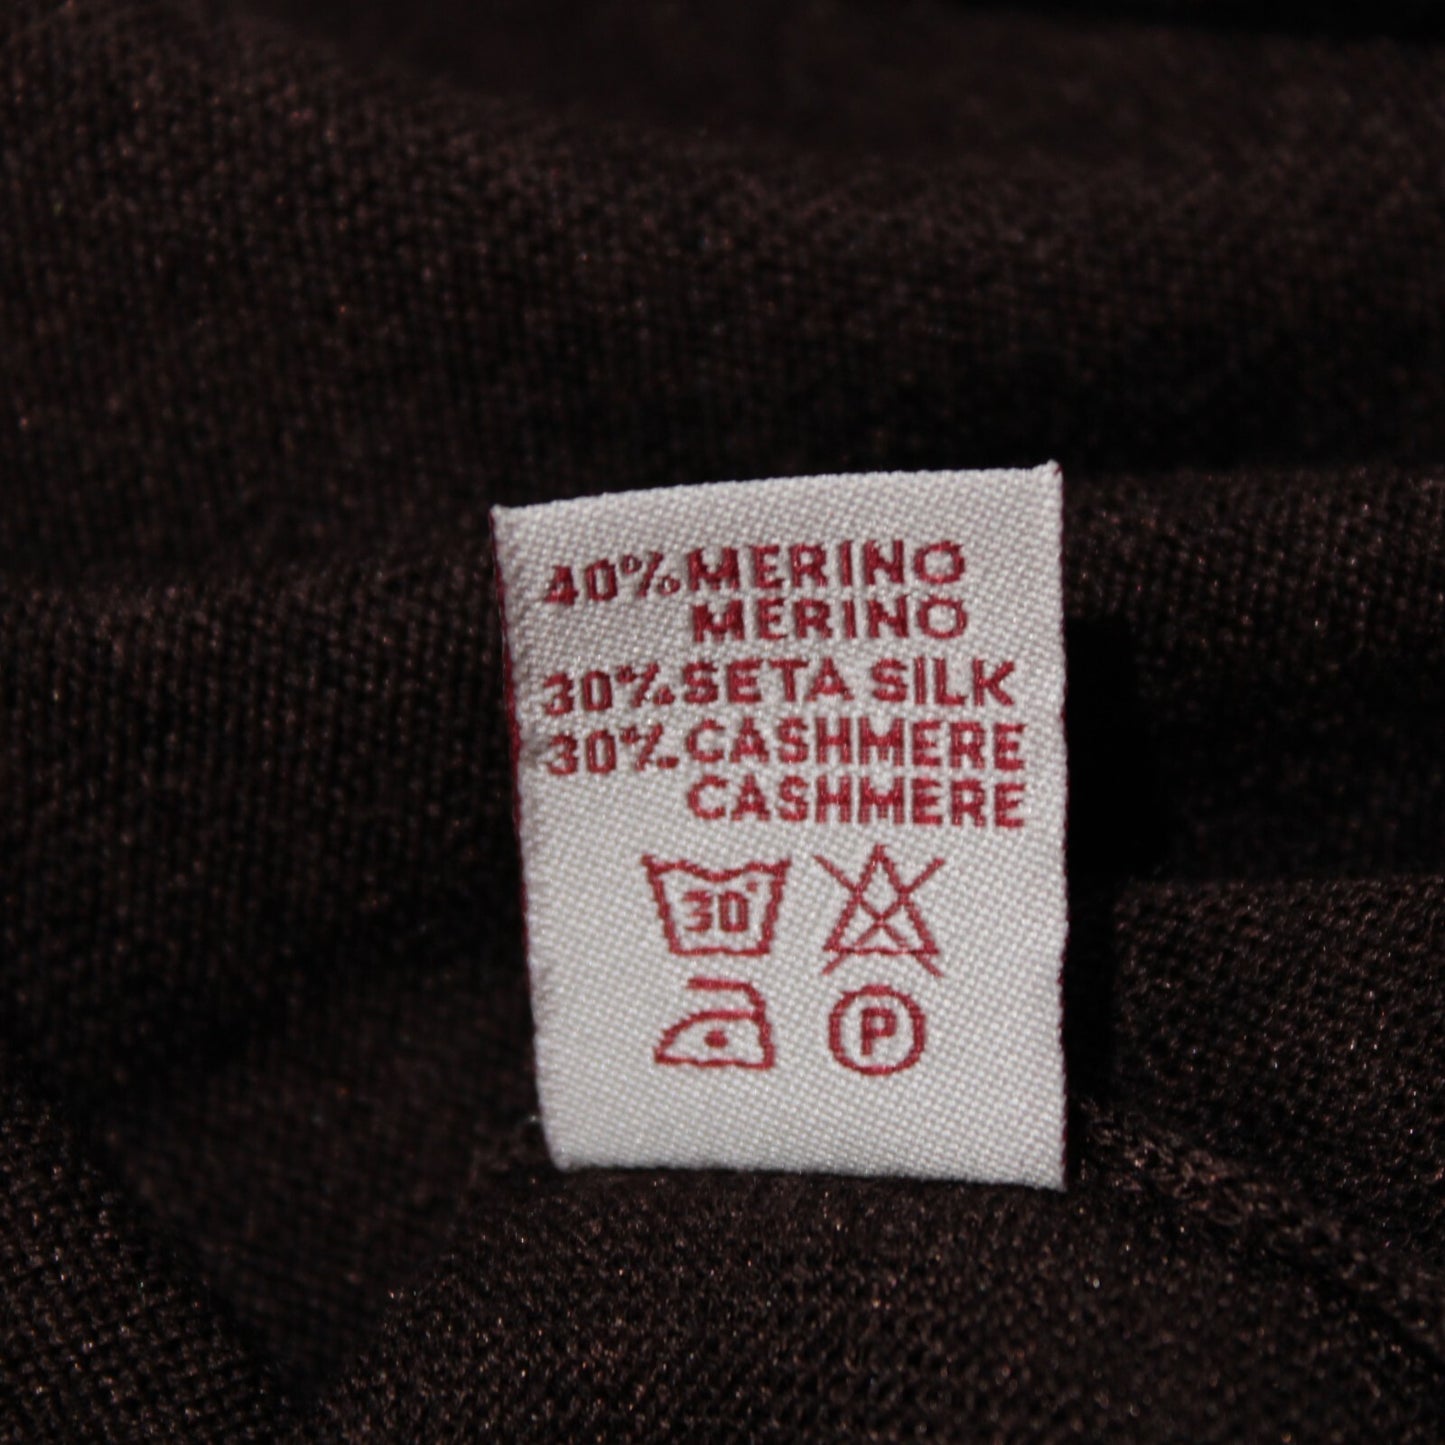 40% MERINO
MERINO
30% SETA SILK
30% CASHMERE
CASHMERE
30°
P